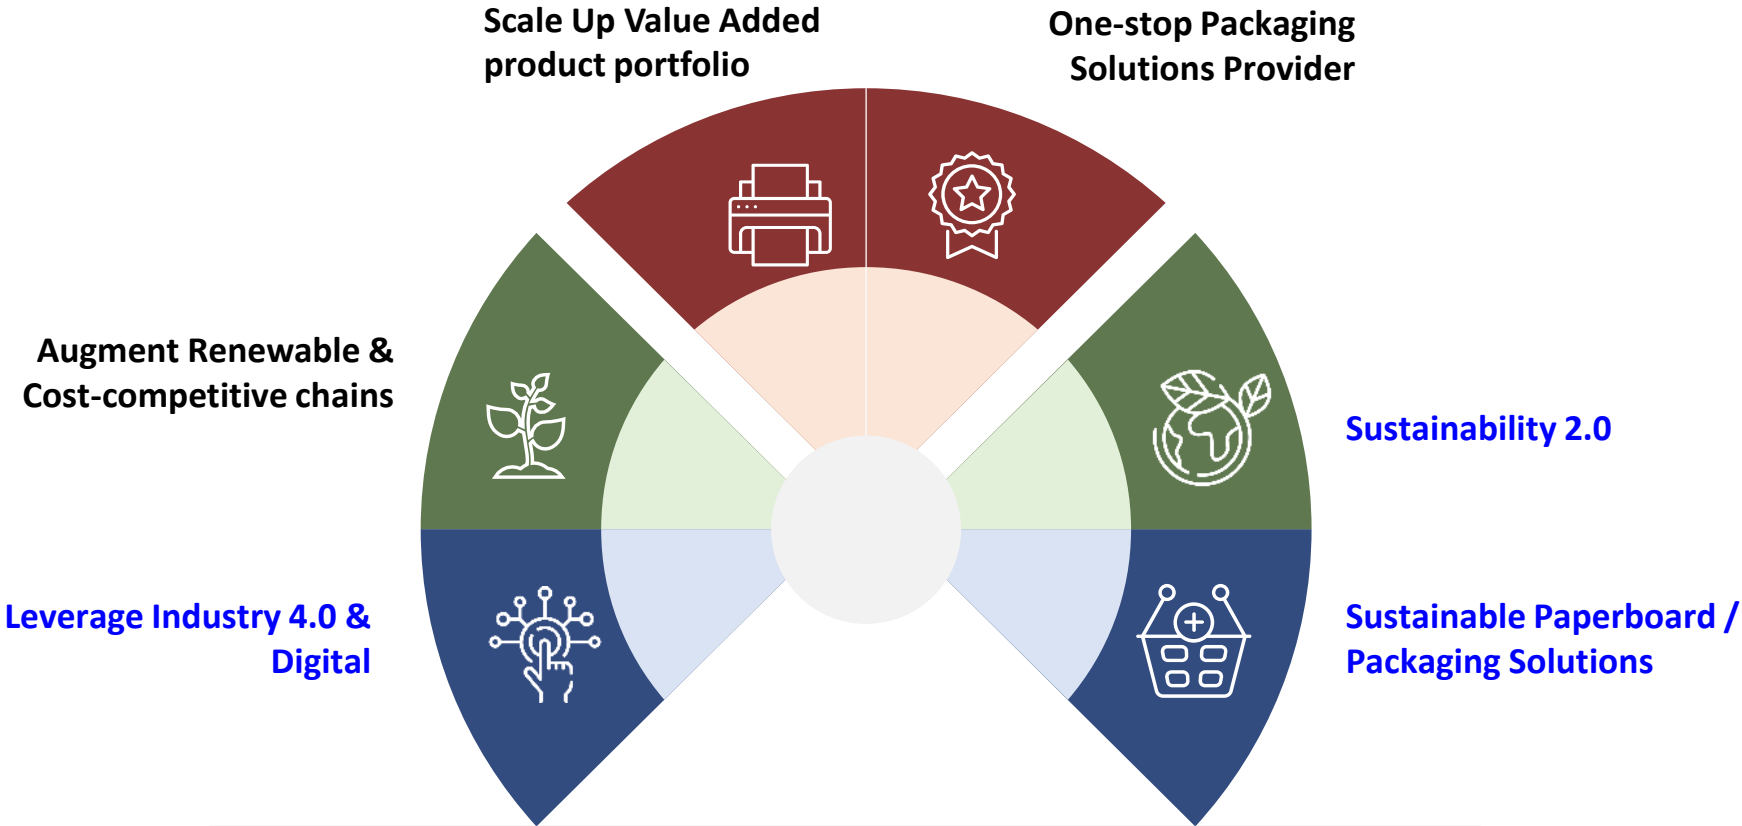 Scale Up Value Added
product portfolio
One-stop Packaging
Solutions Provider
Augment Renewable &
Cost-competitive chains
Sustainability 2.0
Leverage Industry 4.0 &
Digital
Sustainable Paperboard /
Packaging Solutions